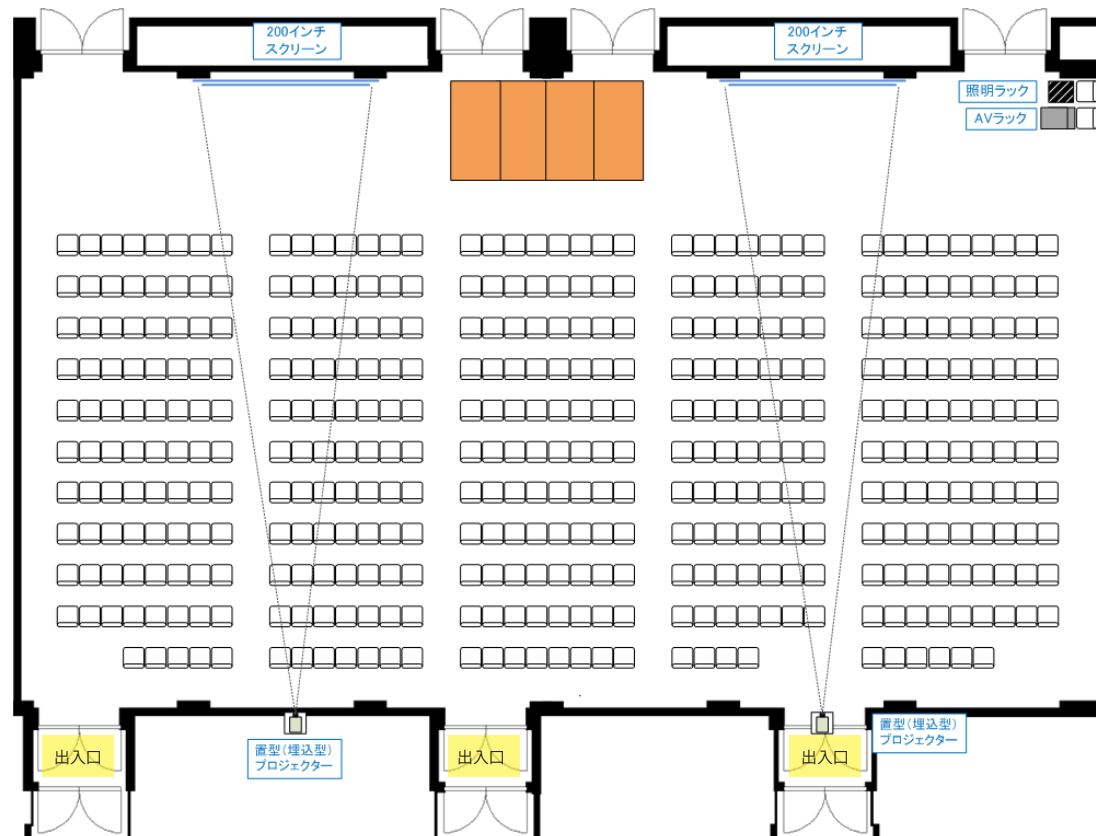 200インチ
スクリーン
200インチ
スクリーン
照明ラック
AVラック
置型(埋込型)
プロジェクター
置型(埋込型)
プロジェクター
出入口
出入口
出入口